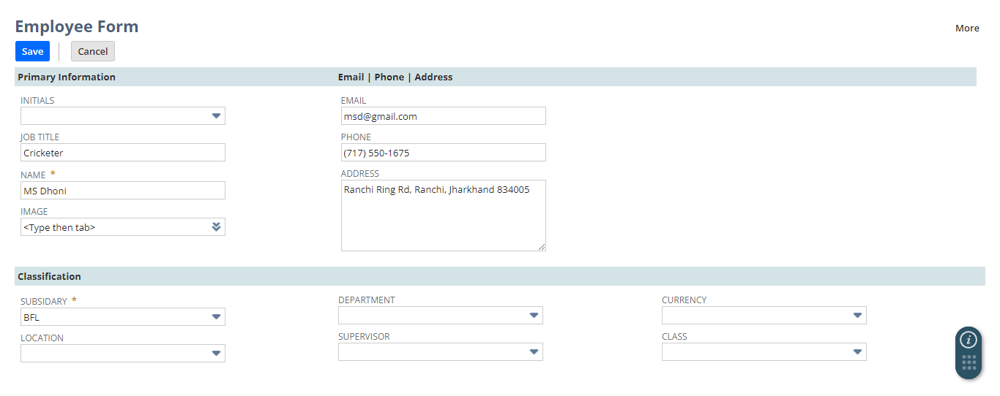 Employee Form
More
Save
Cancel
Primary Information
Email | Phone | Address
INITIALS
JOB TITLE
Cricketer
NAME *
MS Dhoni
IMAGE
<Type then tab>
EMAIL
msd@gmail.com
PHONE
(717) 550-1675
ADDRESS
Ranchi Ring Rd, Ranchi, Jharkhand 834005
Classification
SUBSIDARY *
BFL
LOCATION
DEPARTMENT
SUPERVISOR
CURRENCY
CLASS
i